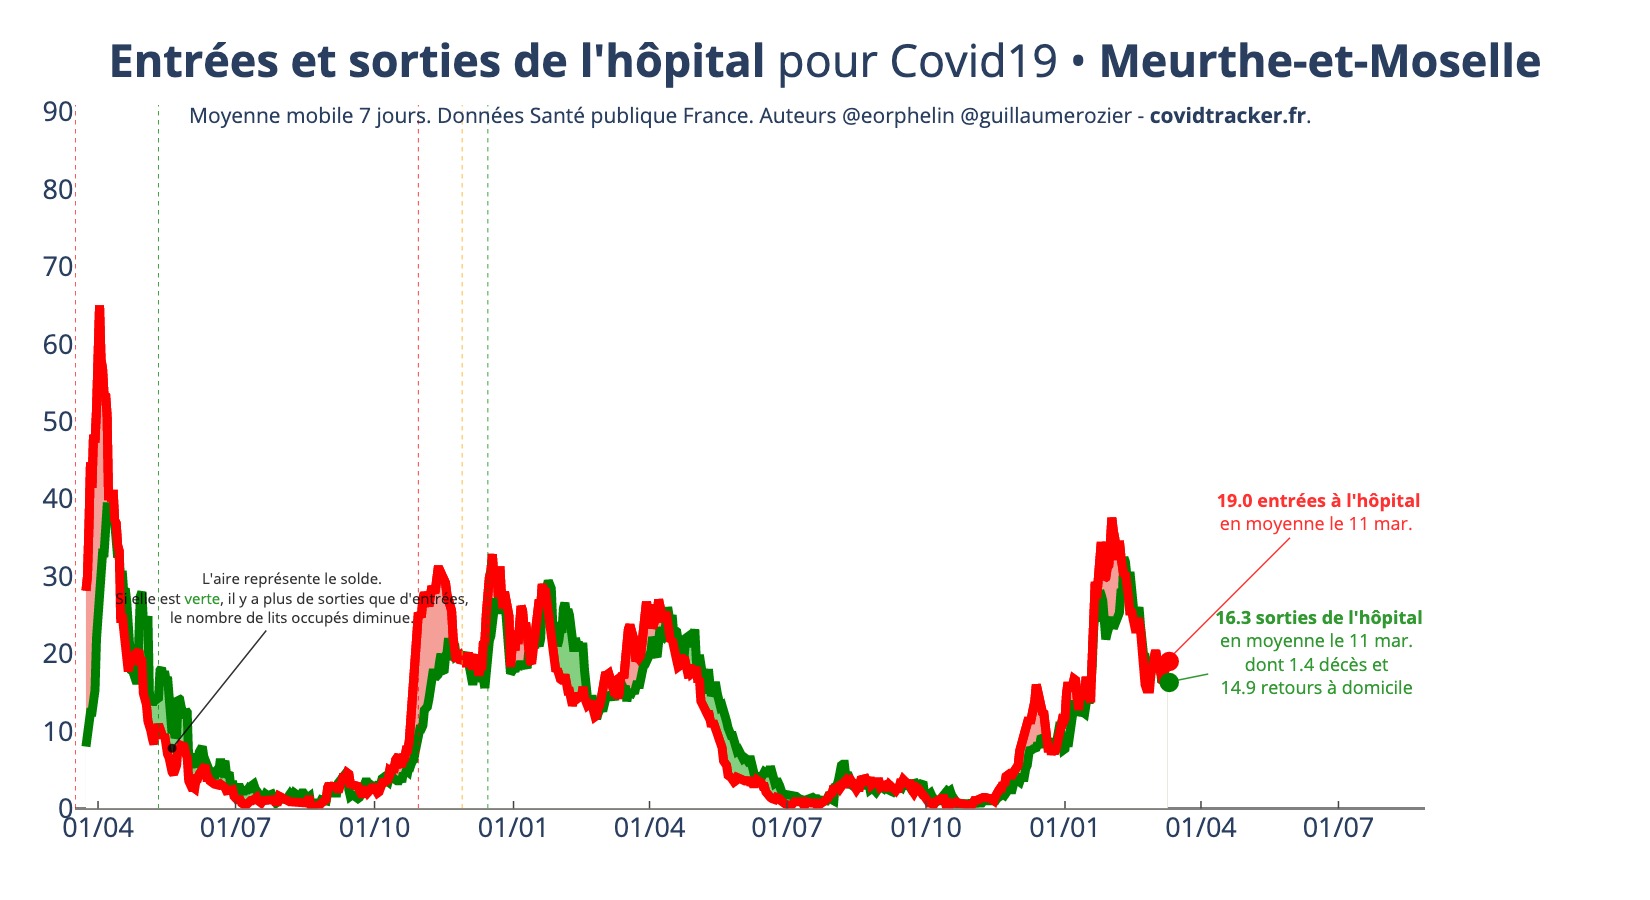 Entrées et sorties de l'hôpital pour Covid19 • Meurthe-et-Moselle
Moyenne mobile 7 jours. Données Santé publique France. Auteurs @eorphelin @guillaumerozier - covidtracker.fr.
90
80
70
60
50
40
30
20
10
0
L'aire représente le solde.
Si elle est verte, il y a plus de sorties que d'entrées,
le nombre de lits occupés diminue.
19.0 entrées à l'hôpital
en moyenne le 11 mar.
16.3 sorties de l'hôpital
en moyenne le 11 mar.
dont 1.4 décès et
14.9 retours à domicile
01/04 01/07 01/10 01/01 01/04 01/07 01/10 01/01 01/04 01/07